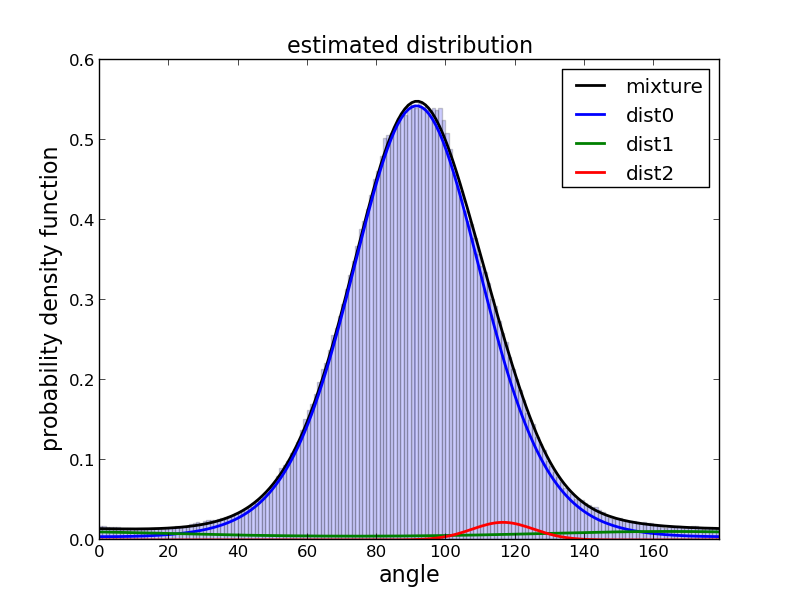 estimated distribution
probability density function
0.6
0.5
0.4
0.3
0.2
0.1
0.0
mixture
dist0
dist1
dist2
0 20 40 60 80 100 120 140 160
angle